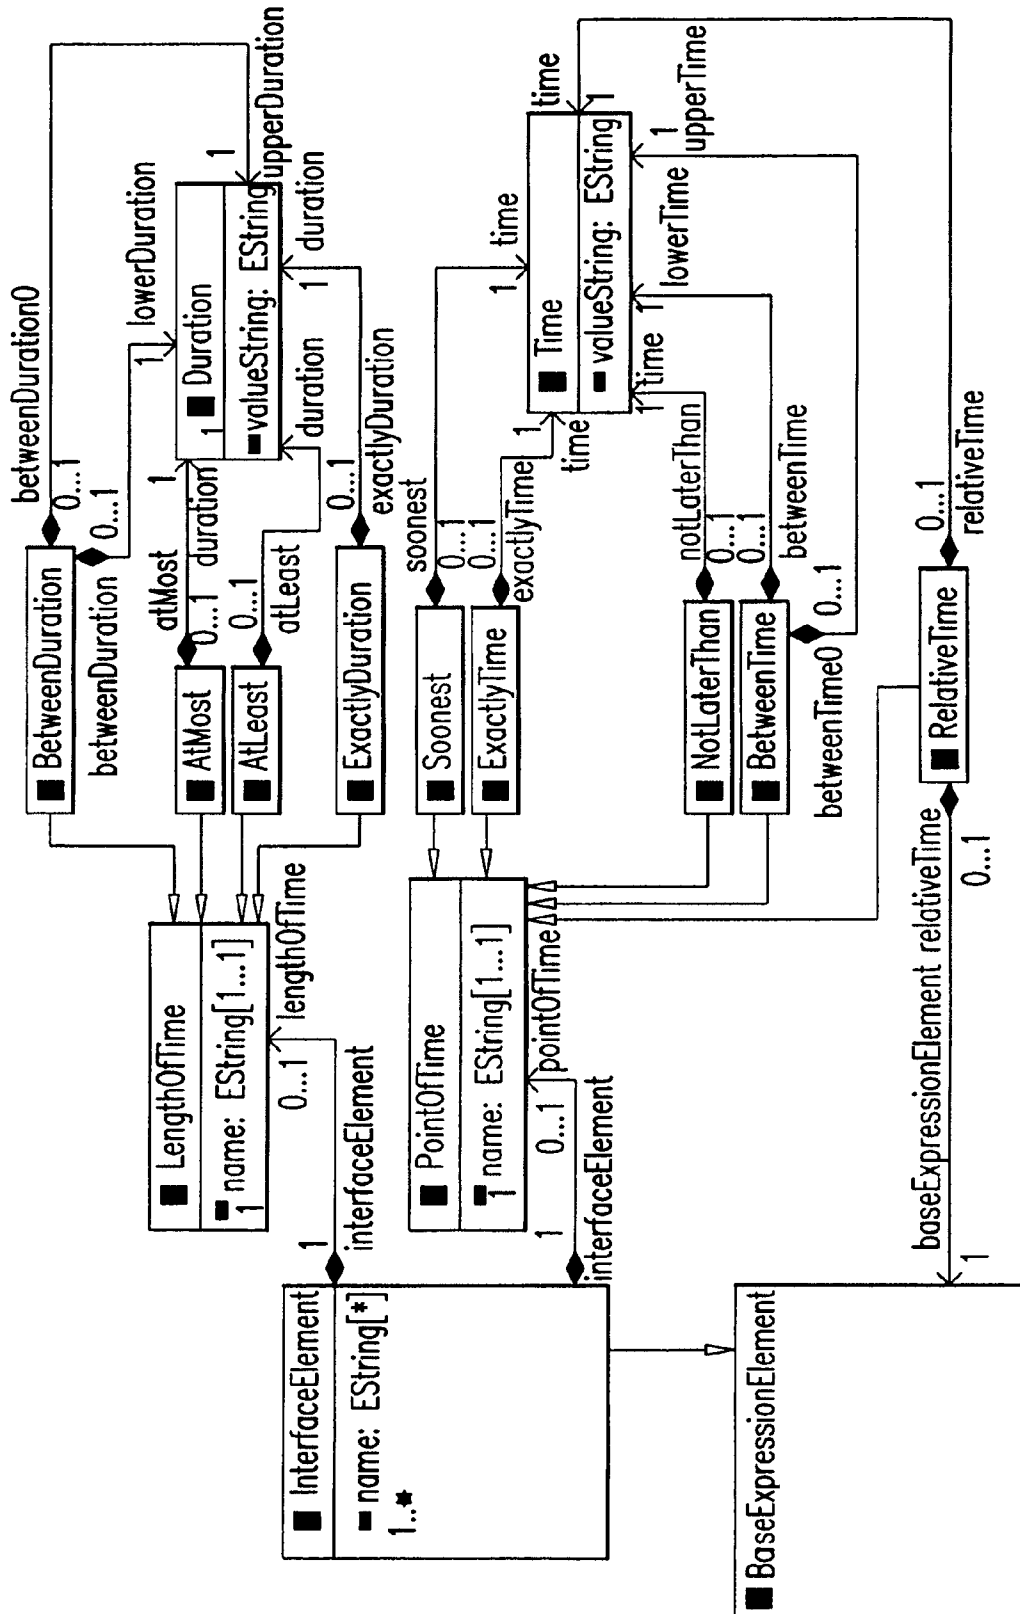 betweenDuration0
BetweenDuration
0...1
0...1
betweenDuration
lowerDuration
1
1
upperDuration
LengthOfTime
name: EString[1...1]
1
AtMost
atMost
0...1
duration
1
Duration
1
valueString: EString
AtLeast
0...1
atLeast
duration
duration
1
0...1
lengthOfTime
ExactlyDuration
0...1
exactlyDuration
InterfaceElement
name: EString[*]
1..*
1
interfaceElement
Soonest
soonest
0...1
time
1
PointOfTime
name: EString[1...1]
1
ExactlyTime
0...1
exactlyTime
1
time
Time
valueString: EString
time
1
1
interfaceElement
0...1
pointOfTime
NotLaterThan
notLaterThan
0...1
1
time
1
lowerTime
1
upperTime
BetweenTime
0...1
betweenTime
betweenTime0
0...1
BaseExpressionElement
1
baseExpressionElement
relativeTime
0...1
RelativeTime
0...1
relativeTime